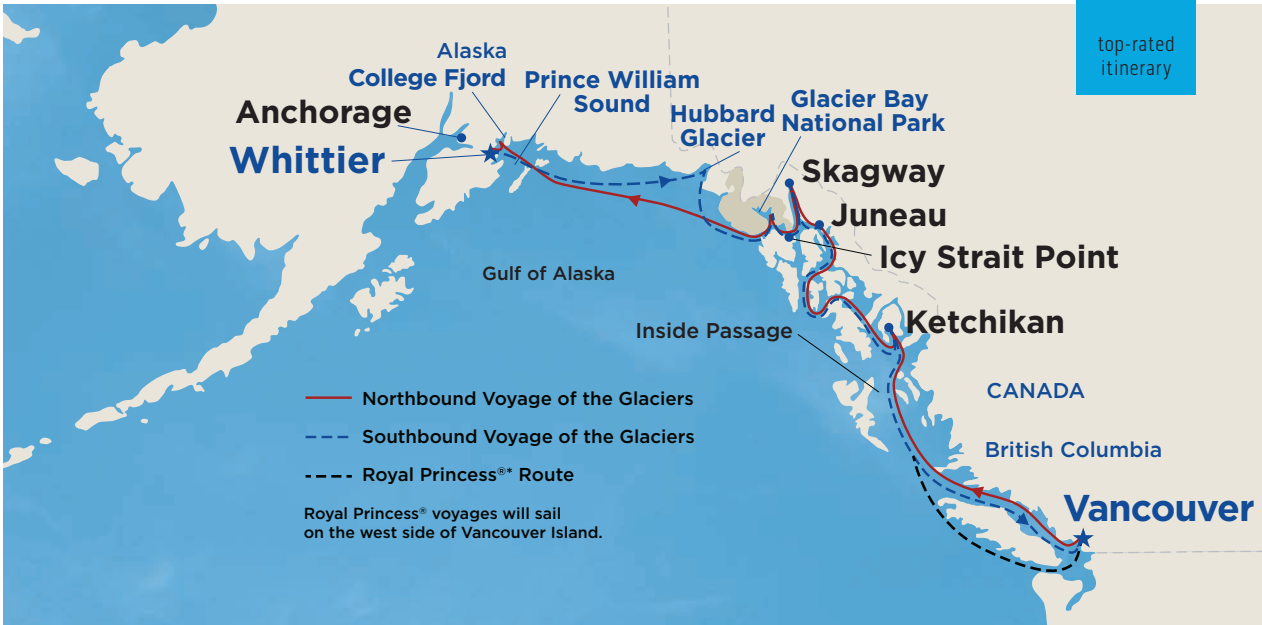 top-rated
itinerary
Alaska
College Fjord
Prince William
Sound
Anchorage
Whittier
Hubbard
Glacier
Glacier Bay
National Park
Skagway
Juneau
Icy Strait Point
Gulf of Alaska
Ketchikan
Inside Passage
CANADA
British Columbia
Vancouver
Northbound Voyage of the Glaciers
Southbound Voyage of the Glaciers
Royal Princess®* Route
Royal Princess® voyages will sail
on the west side of Vancouver Island.